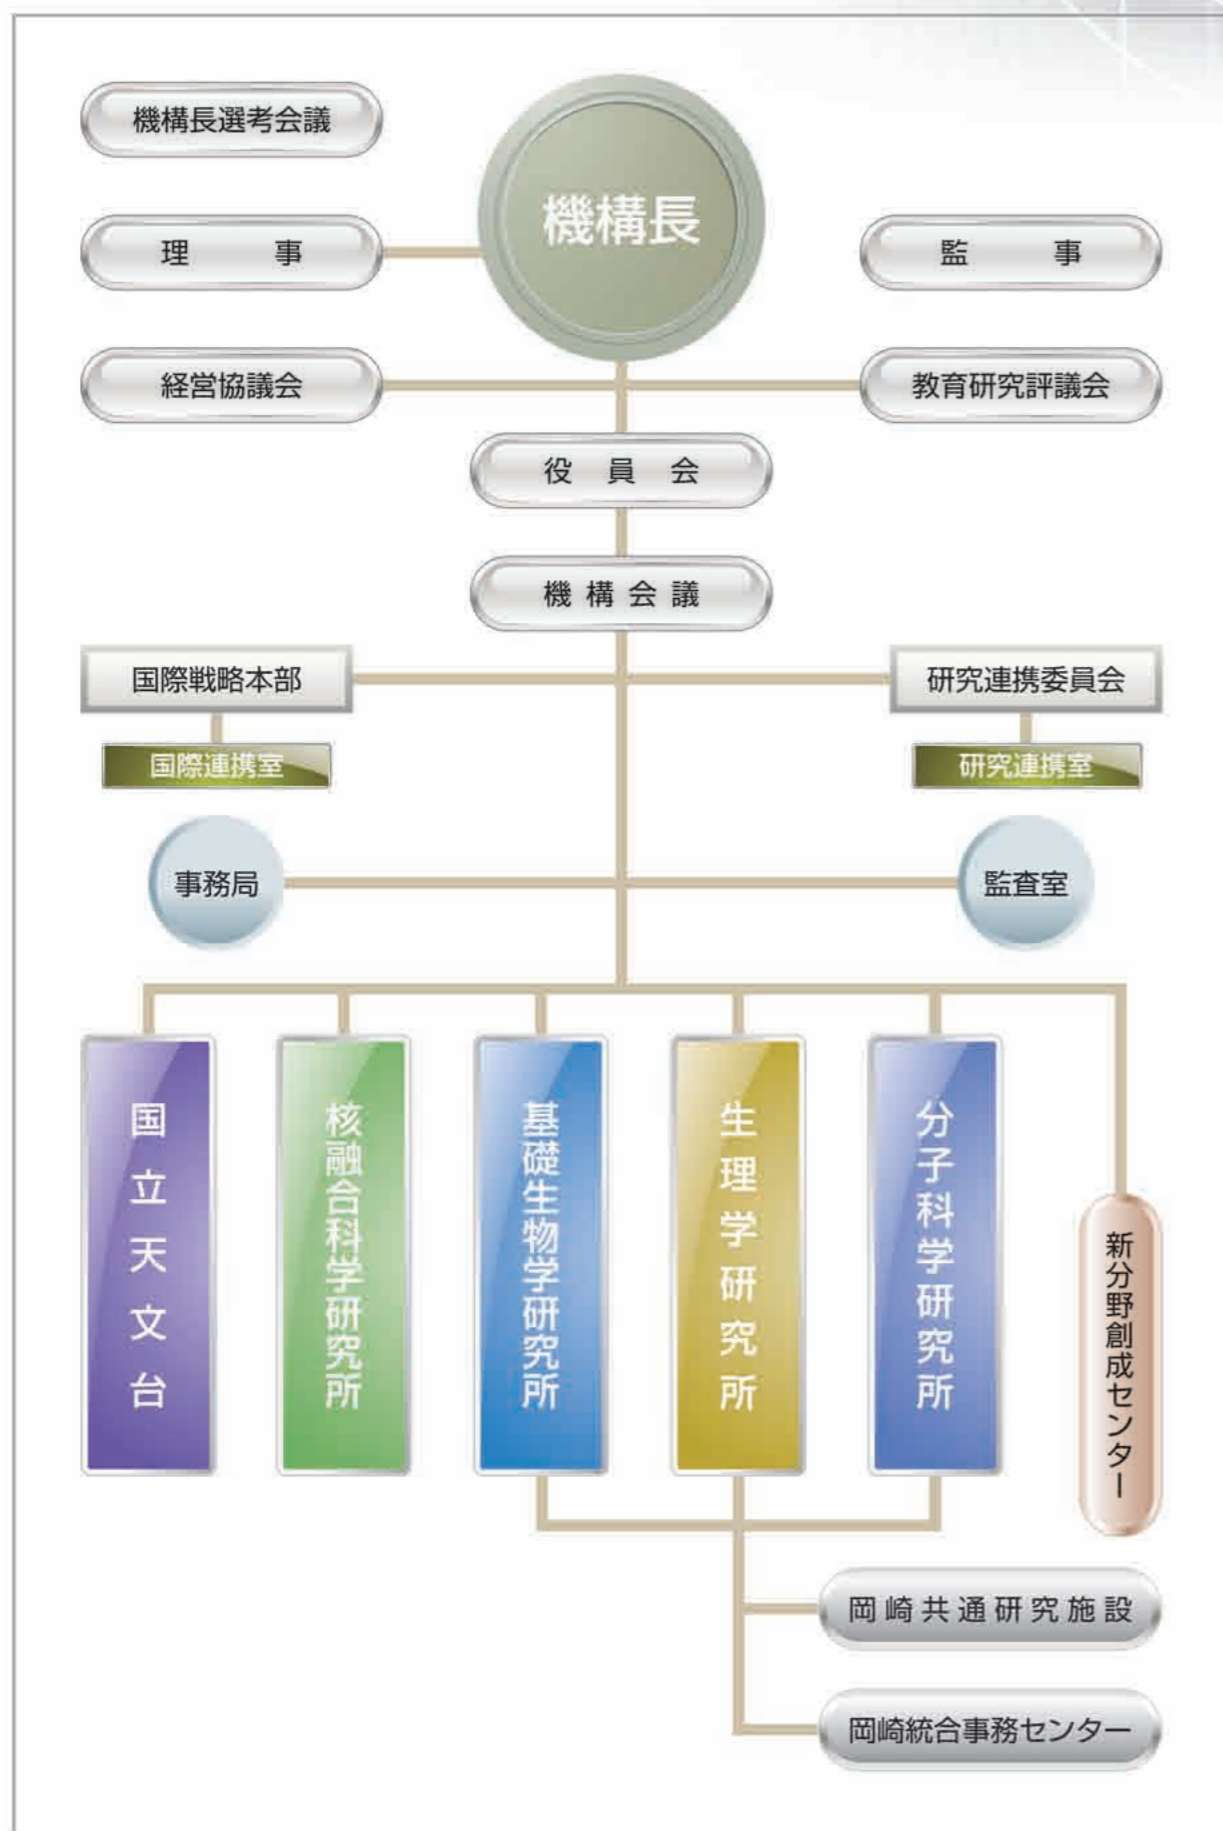 機構長選考会議
機構長
理事
監事
経営協議会
教育研究評議会
役員会
機構会議
国際戦略本部
研究連携委員会
国際連携室
研究連携室
事務局
監査室
国立天文台
核融合科学研究所
基礎生物学研究所
生理学研究所
分子科学研究所
新分野創成センター
岡崎共通研究施設
岡崎統合事務センター